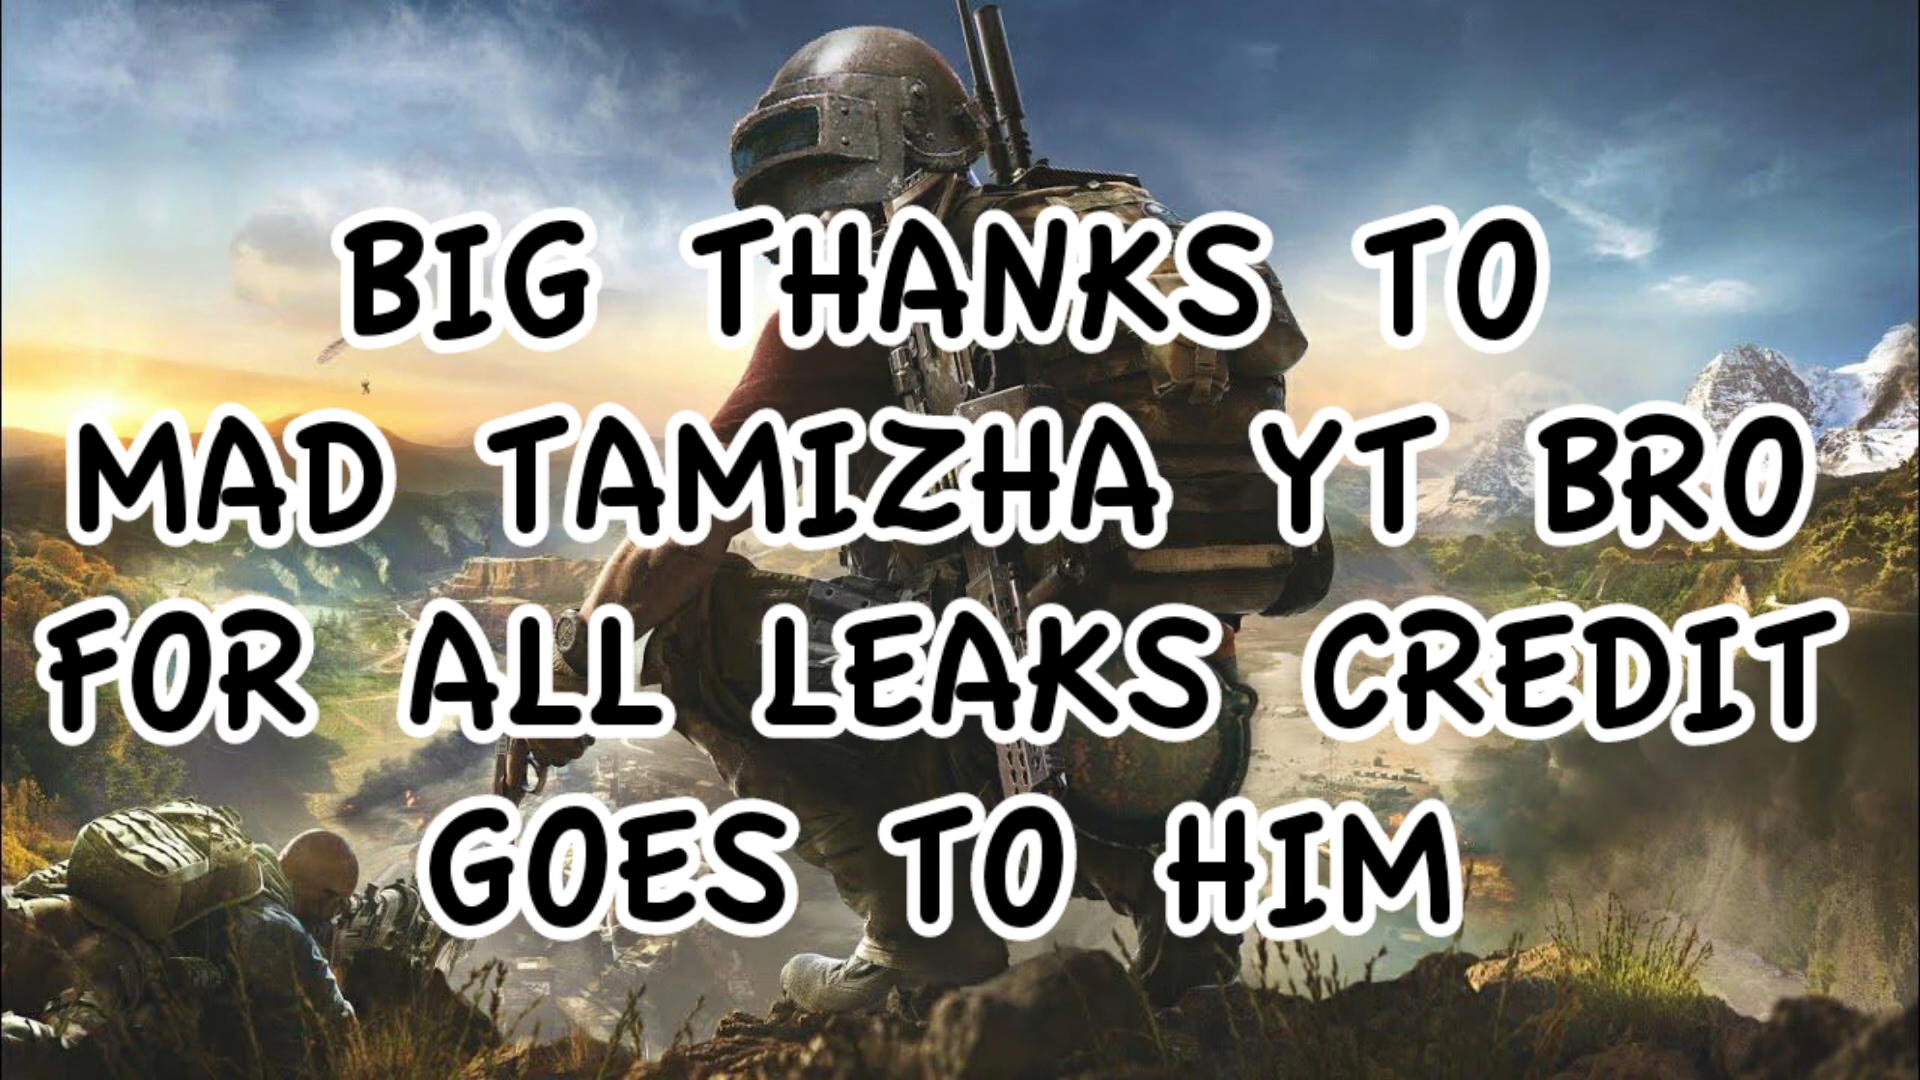 BIG THANKS TO
MAD TAMIZHA YT BRO
FOR ALL LEAKS CREDIT
GOES TO HIM